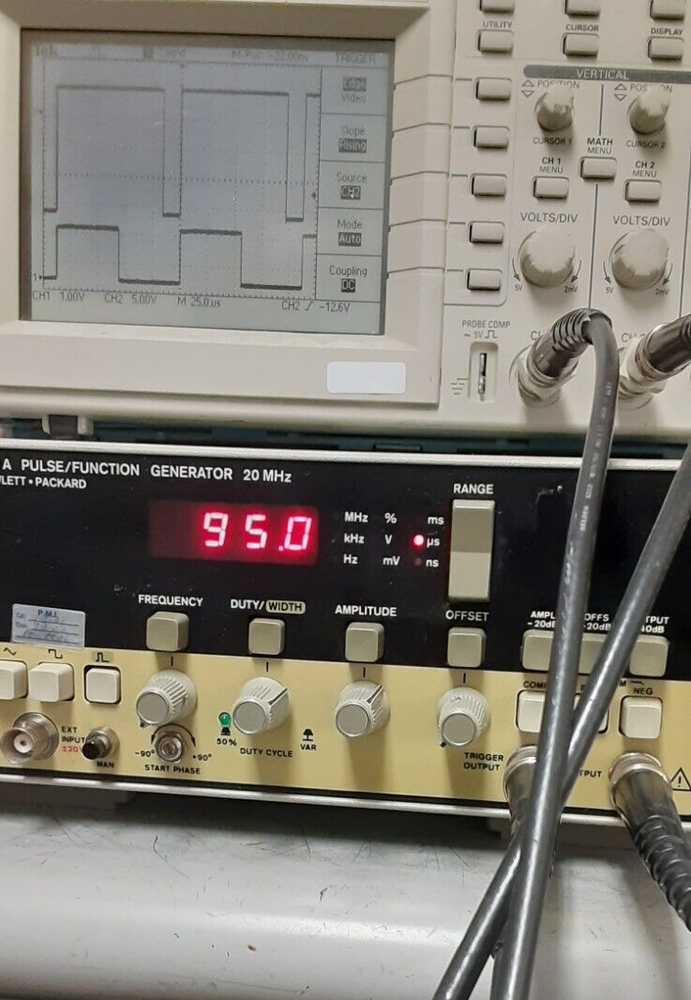 Tek
M Pos: -22.00ns
TRIGGER
Edge
Video
Slope
Rising
Source
CH2
Mode
Auto
Coupling
DC
1
CH1 1.00V CH2 5.00V M 25.0us CH2 / -12.6V
UTILITY
CURSOR
DISPLAY
VERTICAL
POSITION
POSITION
CURSOR 1
MATH
MENU
CURSOR 2
CH 1
MENU
CH 2
MENU
VOLTS/DIV
VOLTS/DIV
5V
2mV
5V
2mV
PROBE COMP
~ 5V
A PULSE/FUNCTION GENERATOR 20 MHz
LETT • PACKARD
95.0
MHz % ms
kHz V µs
Hz mV ns
RANGE
FREQUENCY
DUTY/WIDTH
AMPLITUDE
OFFSET
P.M.I.
EXT
INPUT
MAN
-90° +90°
START PHASE
50%
DUTY CYCLE
VAR
TRIGGER
OUTPUT
NEG